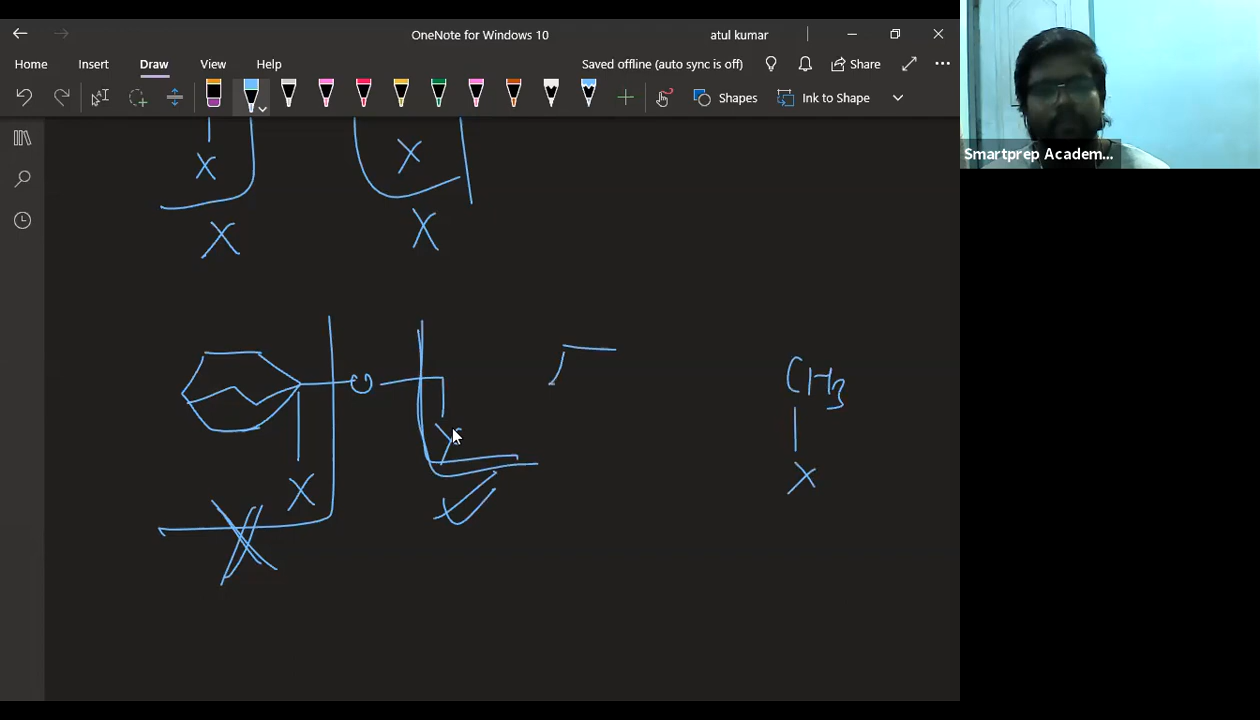 OneNote for Windows 10
atul kumar
Home Insert Draw View Help
Saved offline (auto sync is off)
Share
Shapes
Ink to Shape
Smartprep Academ...
X X
X X
O
CH3
X
X X